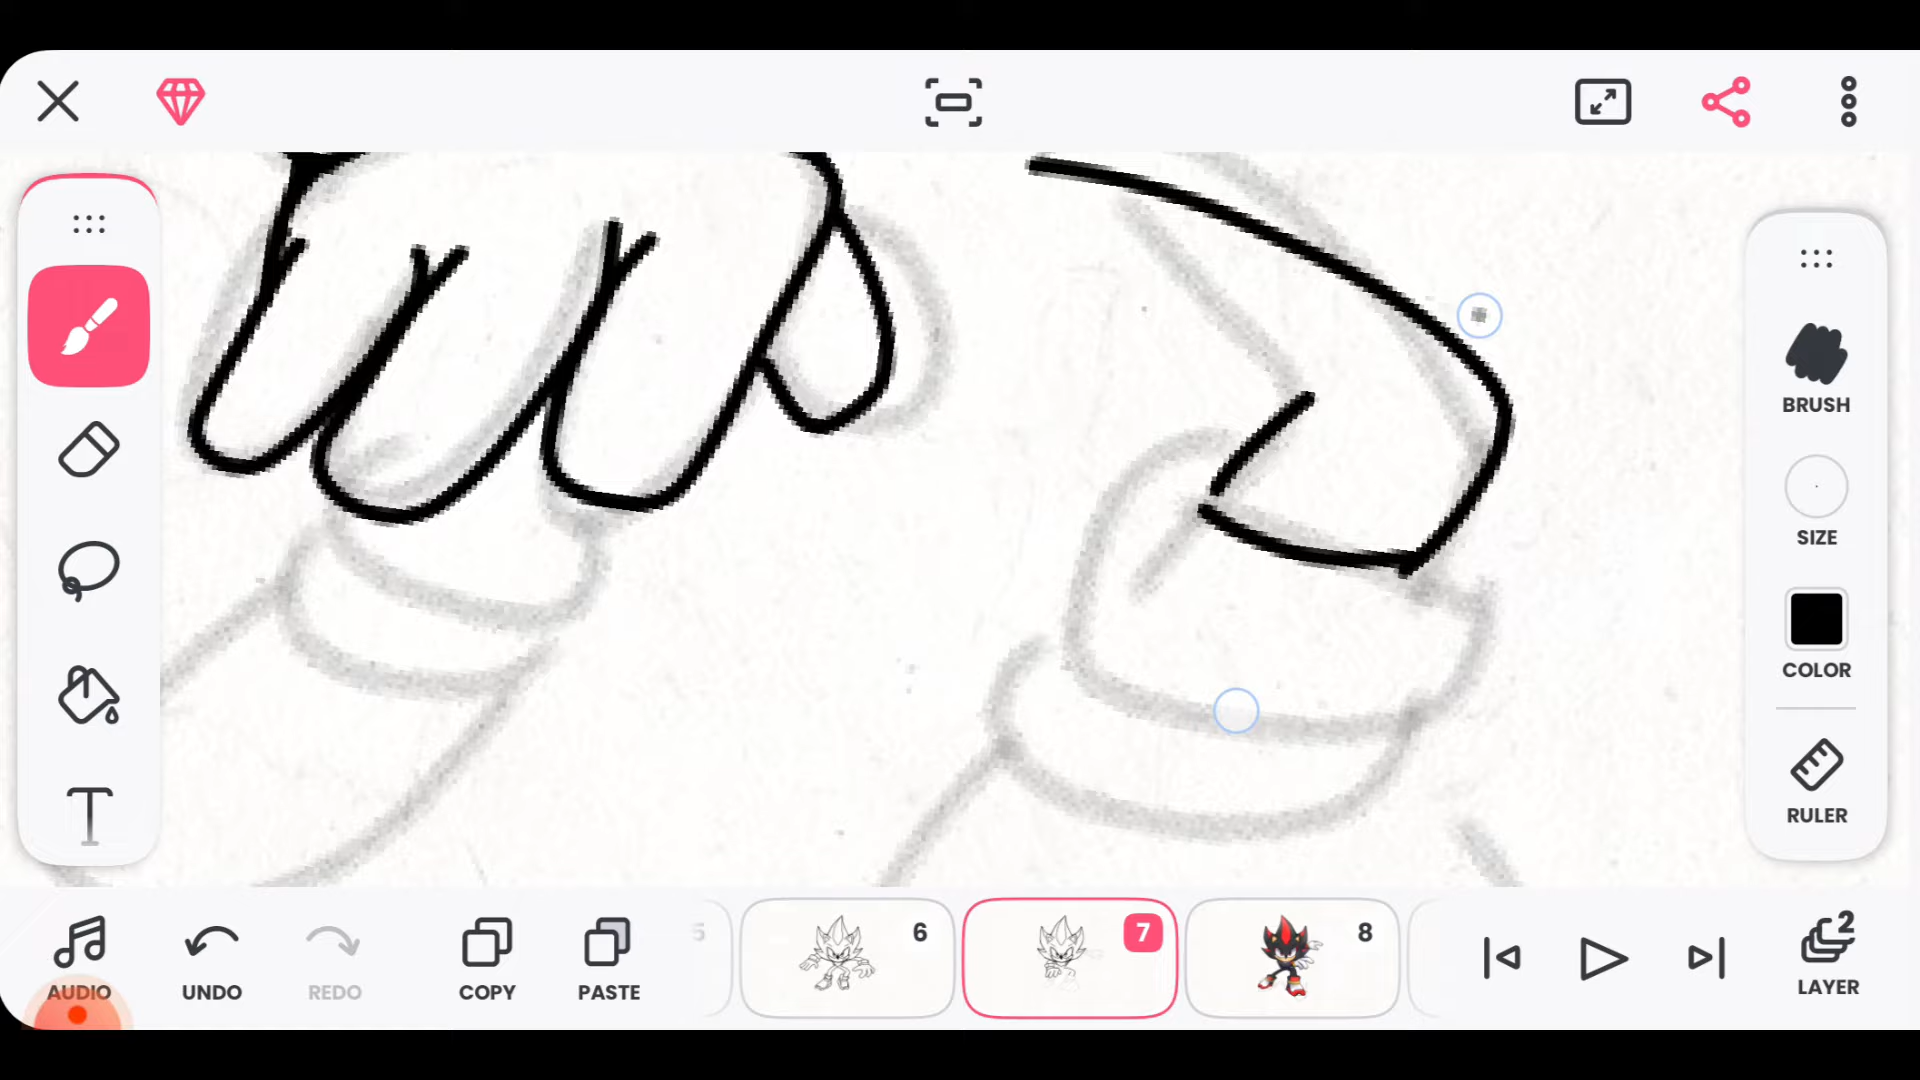 BRUSH
SIZE
COLOR
RULER
T
AUDIO
UNDO
REDO
COPY
PASTE
5
6
7
8
2
LAYER